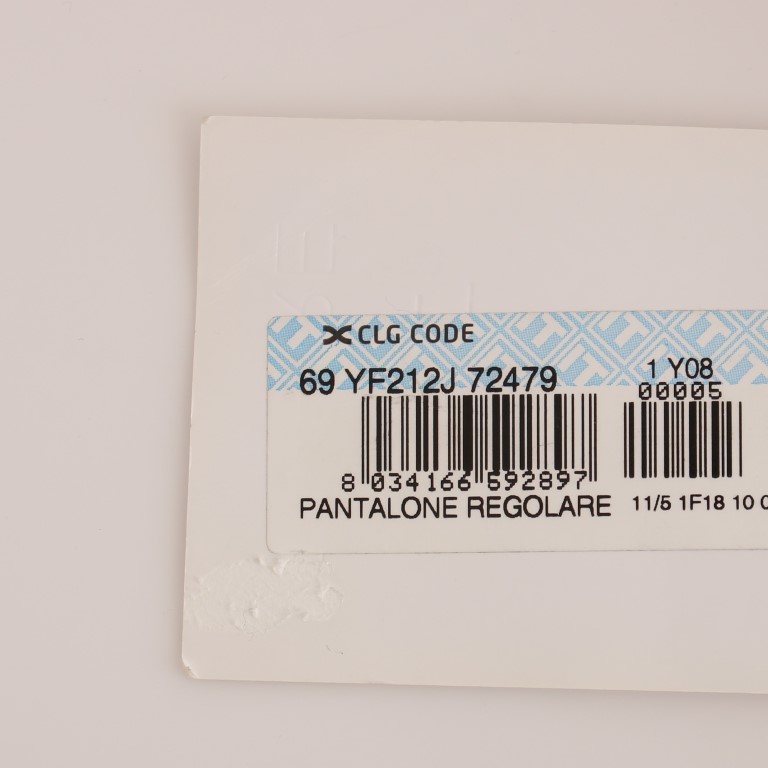 CLG CODE
69 YF212J 72479
1 Y08
00005
8 034166 592897
PANTALONE REGOLARE
11/5 1F18 10